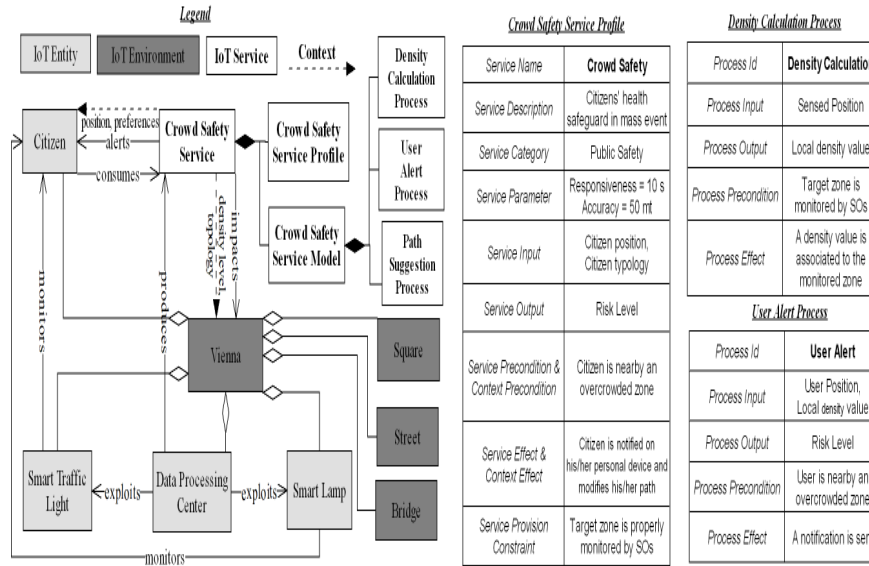 Legend
IoT Entity
IoT Environment
IoT Service
Context
Citizen
position, preferences
alerts
consumes
Crowd Safety
Service
Crowd Safety
Service Profile
Crowd Safety
Service Model
Density
Calculation
Process
User
Alert
Process
Path
Suggestion
Process
monitors
produces
density level,
topology
impacts
Vienna
Square
Street
Bridge
Smart Traffic
Light
exploits
Data Processing
Center
exploits
Smart Lamp
monitors
Crowd Safety Service Profile
Service Name
Crowd Safety
Service Description
Citizens' health
safeguard in mass event
Service Category
Public Safety
Service Parameter
Responsiveness = 10 s
Accuracy = 50 mt
Service Input
Citizen position,
Citizen typology
Service Output
Risk Level
Service Precondition &
Context Precondition
Citizen is nearby an
overcrowded zone
Service Effect &
Context Effect
Citizen is notified on
his/her personal device and
modifies his/her path
Service Provision
Constraint
Target zone is properly
monitored by SOs
Density Calculation Process
Process Id
Density Calculation
Process Input
Sensed Position
Process Output
Local density value
Process Precondition
Target zone is
monitored by SOs
Process Effect
A density value is
associated to the
monitored zone
User Alert Process
Process Id
User Alert
Process Input
User Position,
Local density value
Process Output
Risk Level
Process Precondition
User is nearby an
overcrowded zone
Process Effect
A notification is sen